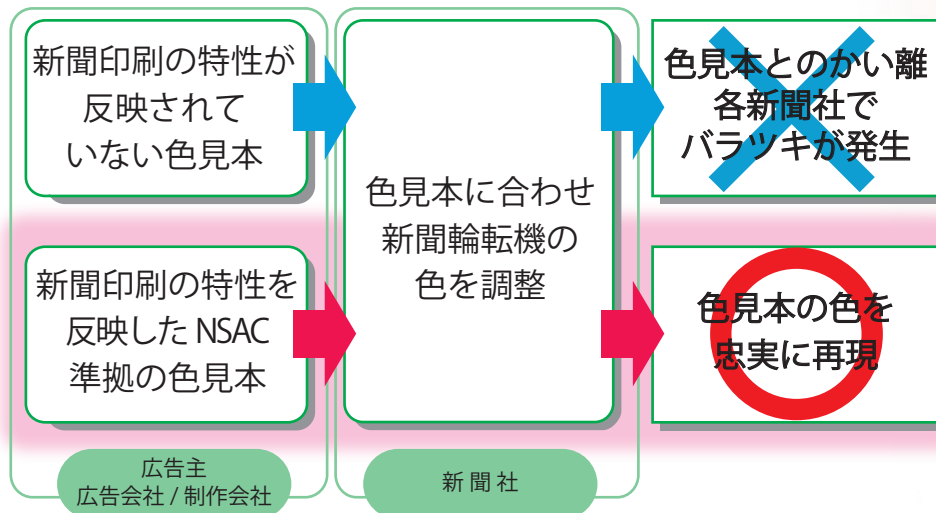 新聞印刷の特性が
反映されて
いない色見本
色見本とのかい離
各新聞社で
バラツキが発生
色見本に合わせ
新聞輪転機の
色を調整
新聞印刷の特性を
反映した NSAC
準拠の色見本
色見本の色を
忠実に再現
広告主
広告会社 / 制作会社
新聞社